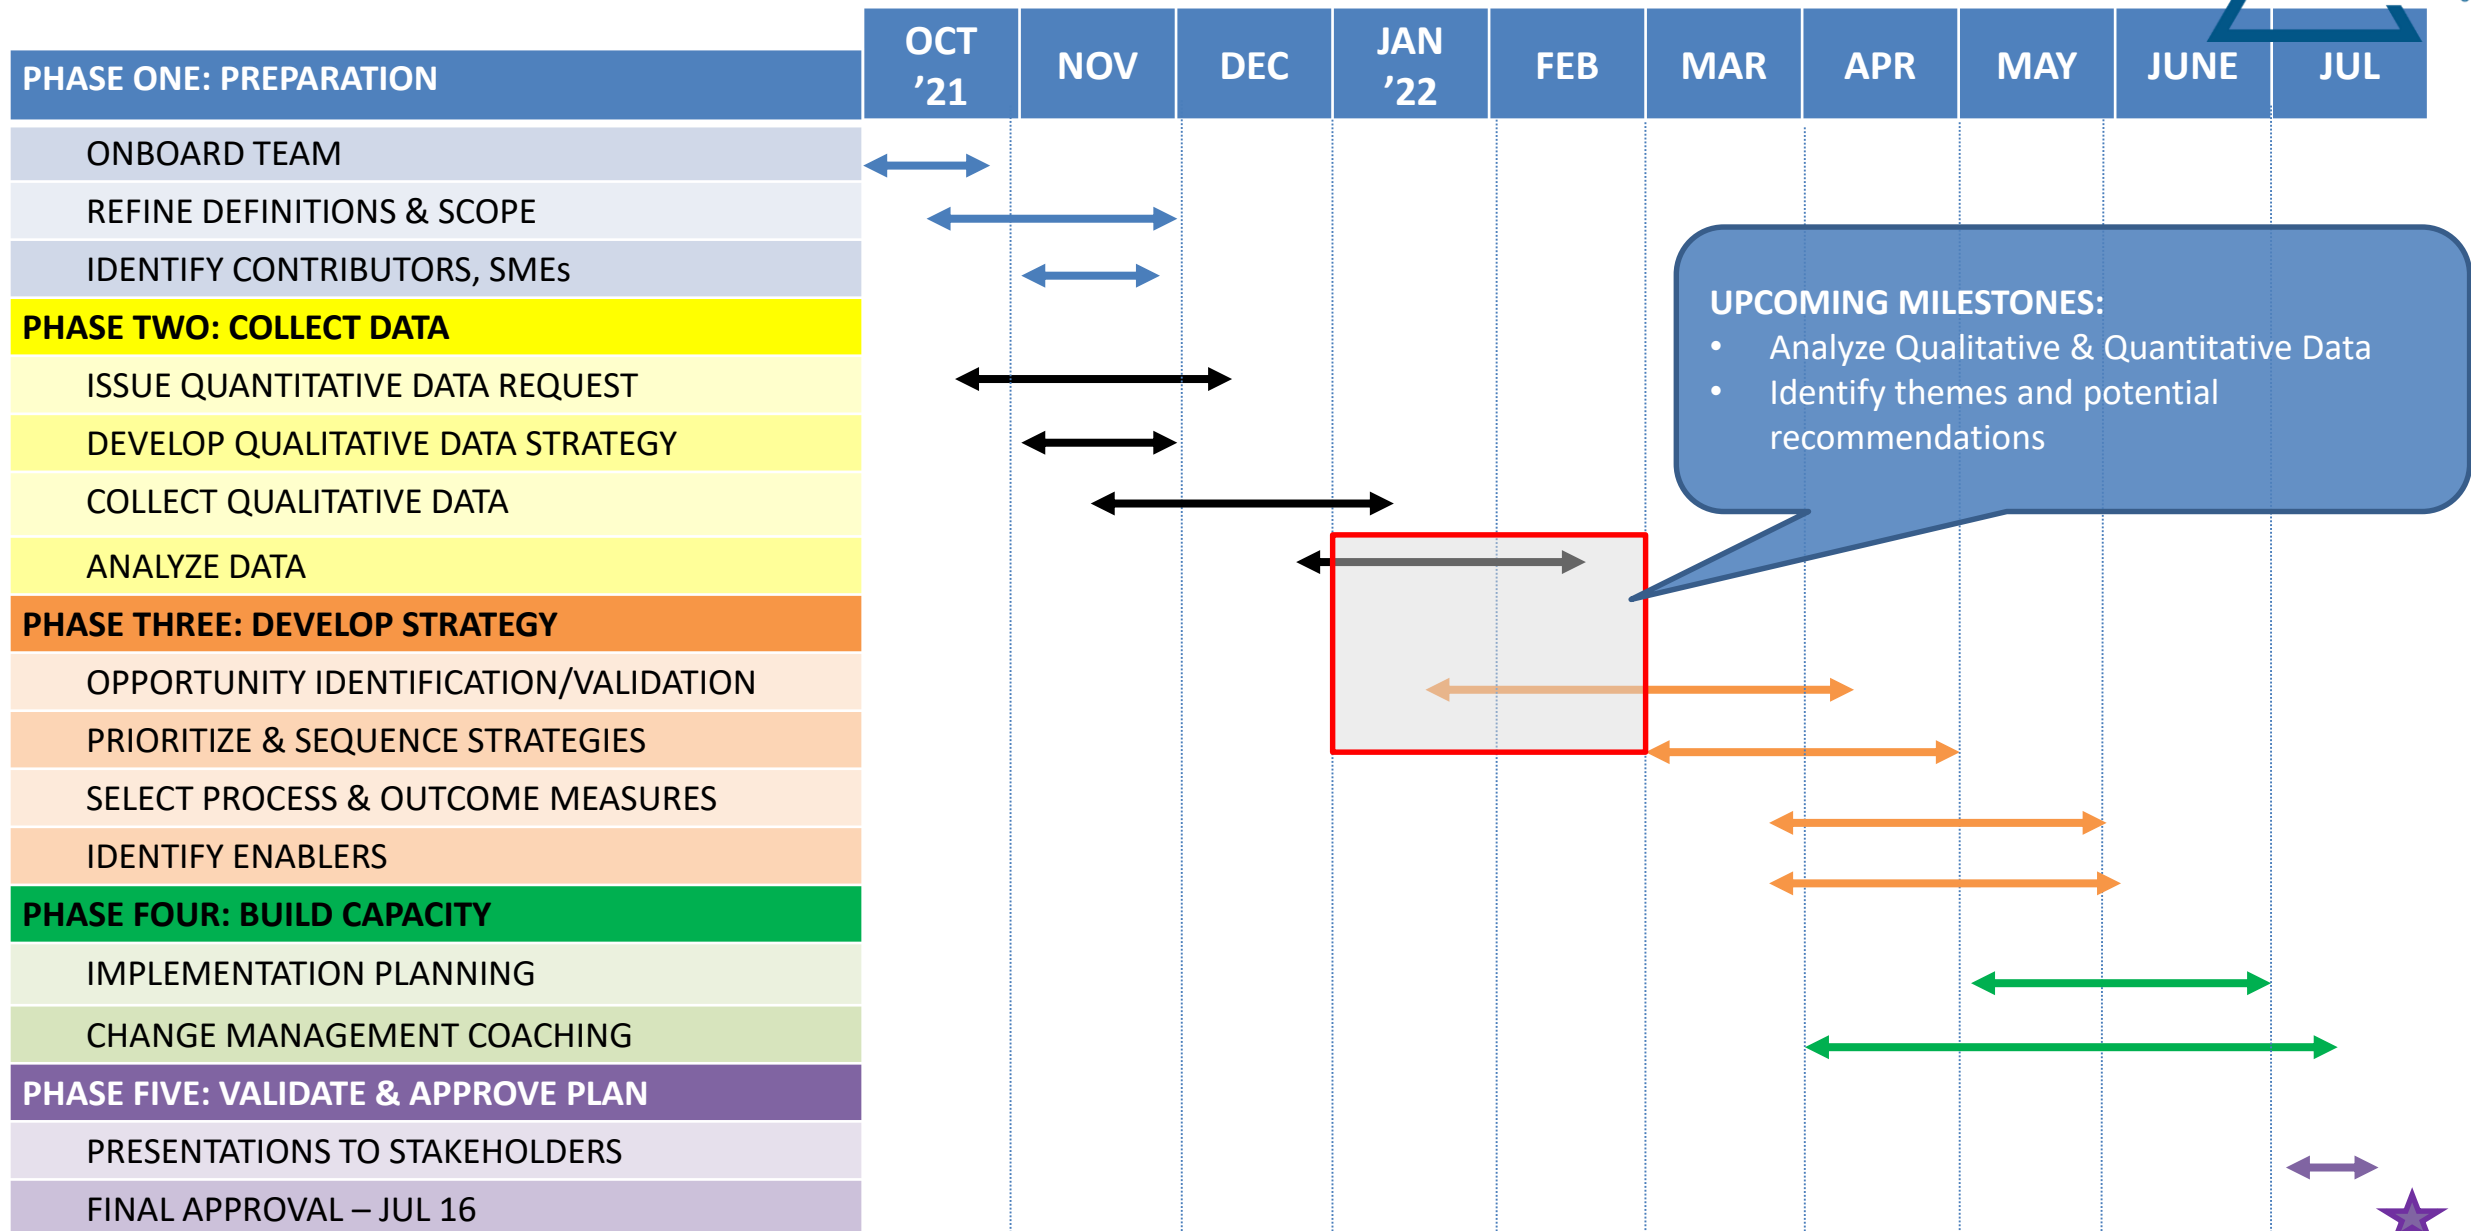 PHASE ONE: PREPARATION
OCT
’21
NOV
DEC
JAN
’22
FEB
MAR
APR
MAY
JUNE
JUL
ONBOARD TEAM
REFINE DEFINITIONS & SCOPE
IDENTIFY CONTRIBUTORS, SMEs
PHASE TWO: COLLECT DATA
ISSUE QUANTITATIVE DATA REQUEST
DEVELOP QUALITATIVE DATA STRATEGY
COLLECT QUALITATIVE DATA
ANALYZE DATA
UPCOMING MILESTONES:
• Analyze Qualitative & Quantitative Data
• Identify themes and potential
recommendations
PHASE THREE: DEVELOP STRATEGY
OPPORTUNITY IDENTIFICATION/VALIDATION
PRIORITIZE & SEQUENCE STRATEGIES
SELECT PROCESS & OUTCOME MEASURES
IDENTIFY ENABLERS
PHASE FOUR: BUILD CAPACITY
IMPLEMENTATION PLANNING
CHANGE MANAGEMENT COACHING
PHASE FIVE: VALIDATE & APPROVE PLAN
PRESENTATIONS TO STAKEHOLDERS
FINAL APPROVAL – JUL 16